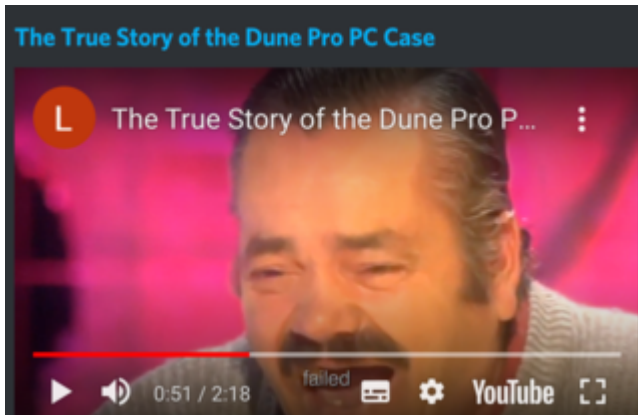 The True Story of the Dune Pro PC Case
L
The True Story of the Dune Pro P...
failed
0:51 / 2:18
YouTube